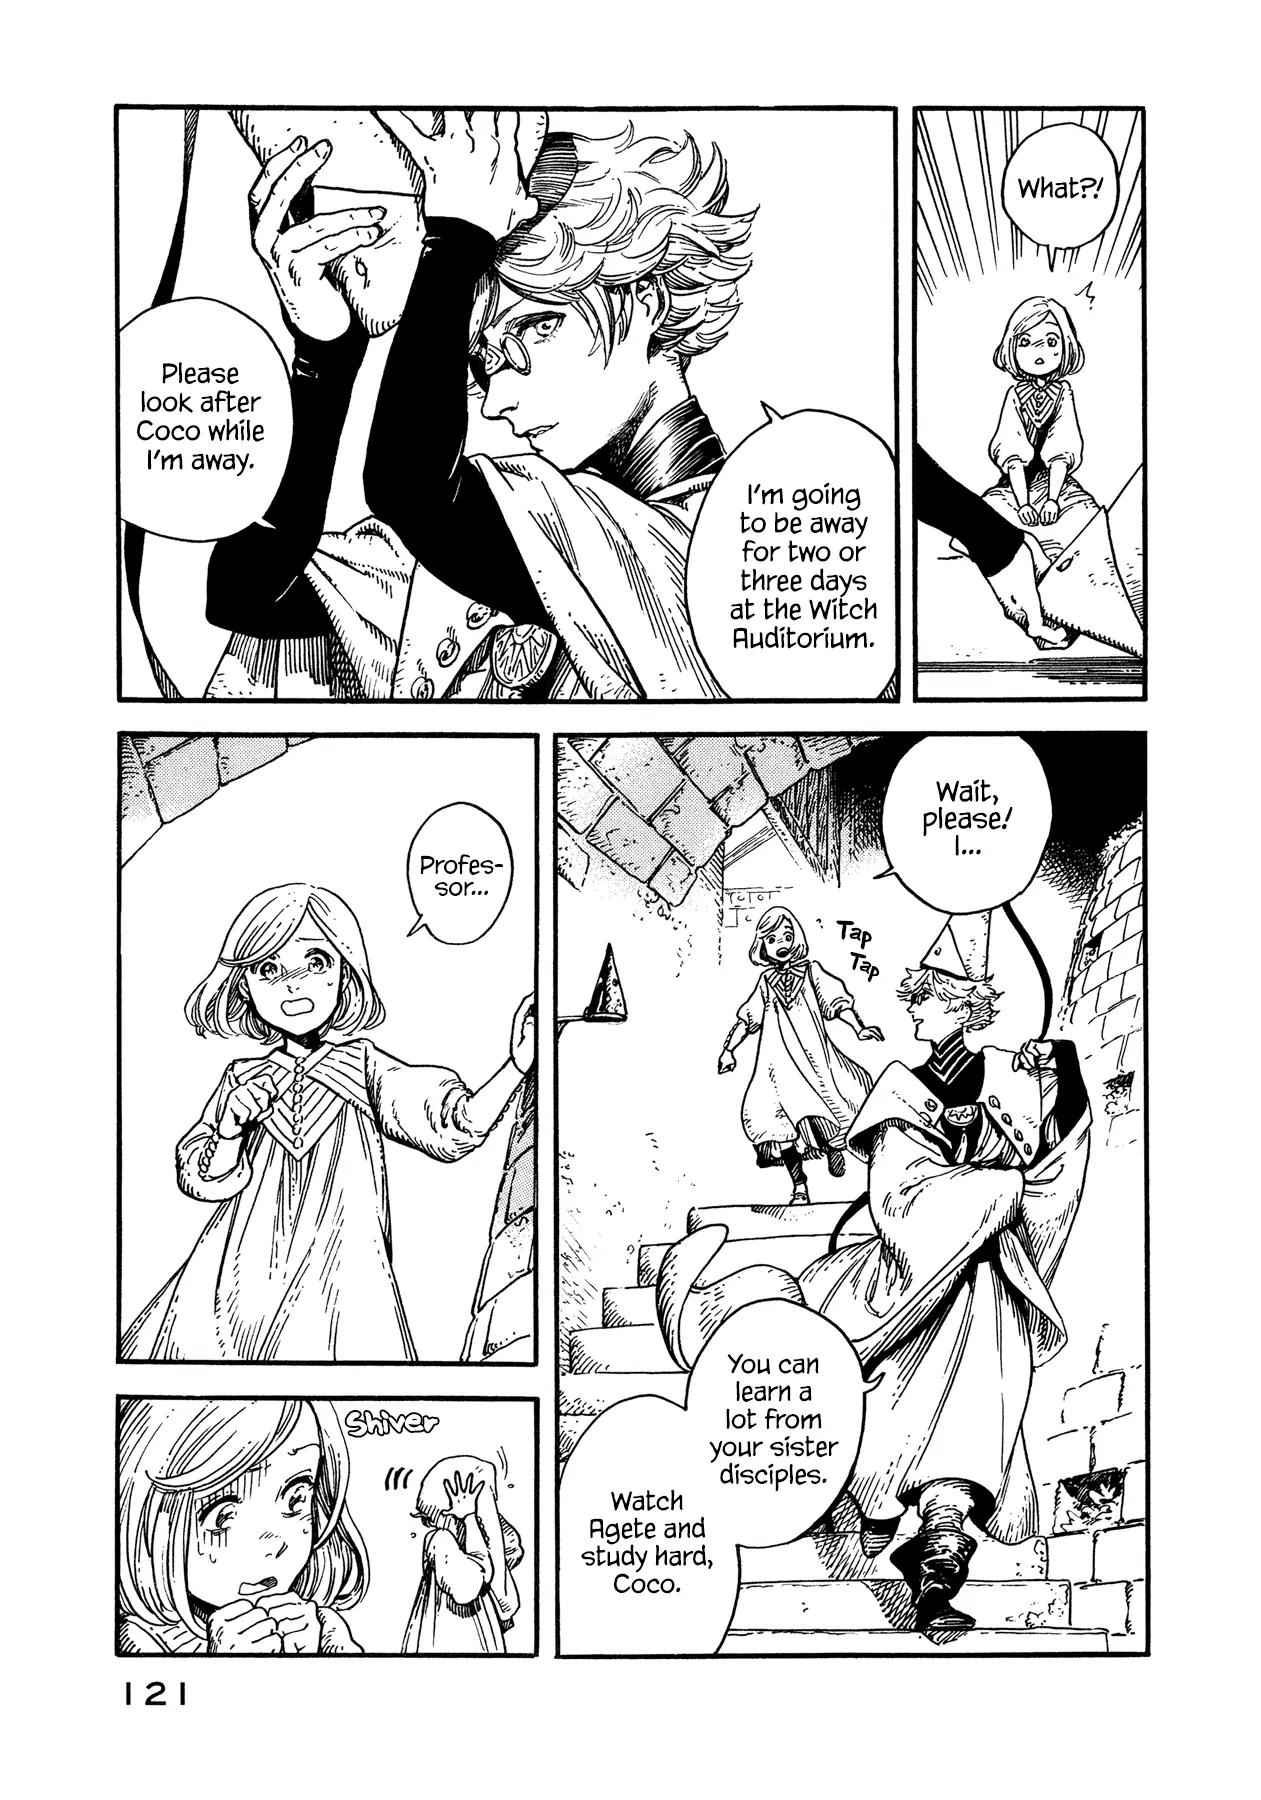 What?!
I'm going
to be away
for two or
three days
at the Witch
Auditorium.
Please
look after
Coco while
I'm away.
Wait,
please!
I...
Tap
Tap
You can
learn a
lot from
your sister
disciples.
Watch
Agete and
study hard,
Coco.
Profes-
sor...
Shiver
121